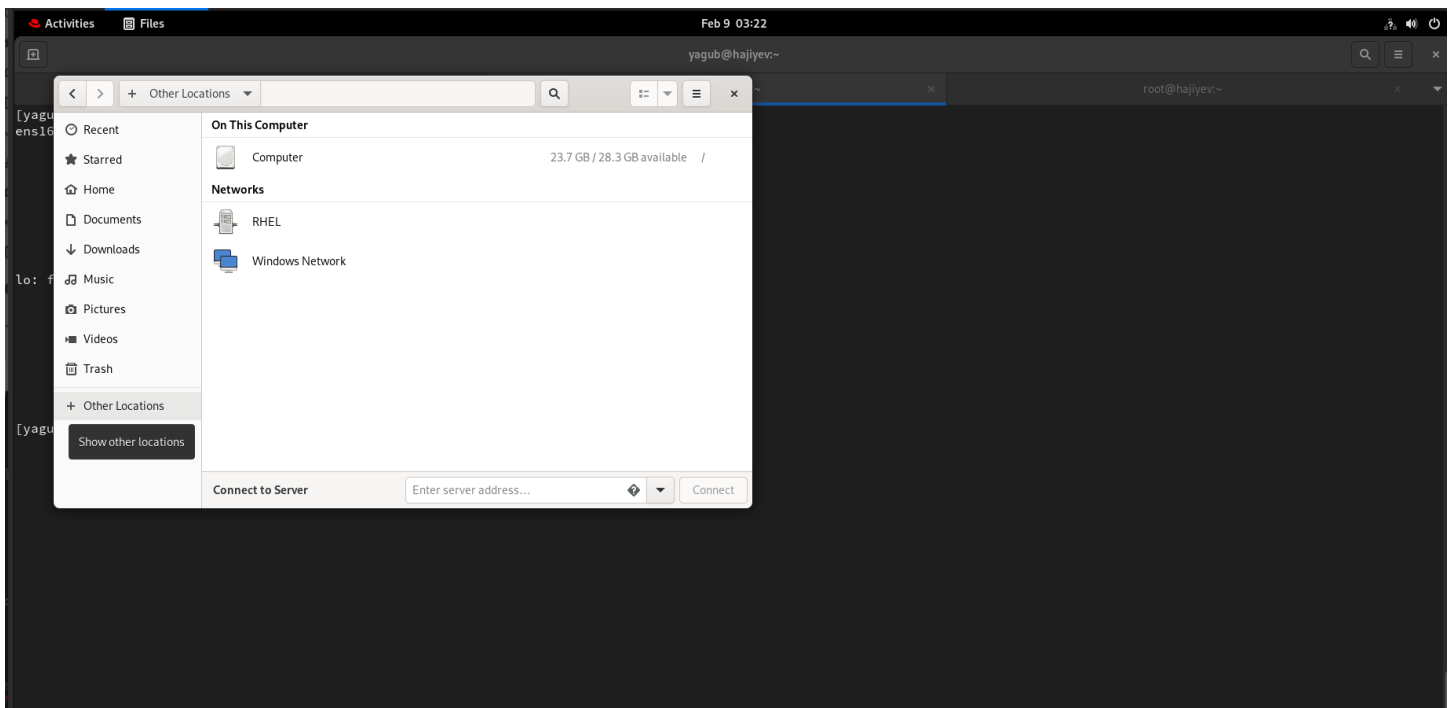 Activities Files Feb 9 03:22
yagub@hajiyev:~
Other Locations
~ root@hajiyev:~
[yagu
ens16
lo: f
[yagu
Recent
Starred
Home
Documents
Downloads
Music
Pictures
Videos
Trash
+ Other Locations
Show other locations
On This Computer
Computer 23.7 GB / 28.3 GB available /
Networks
RHEL
Windows Network
Connect to Server Enter server address... Connect